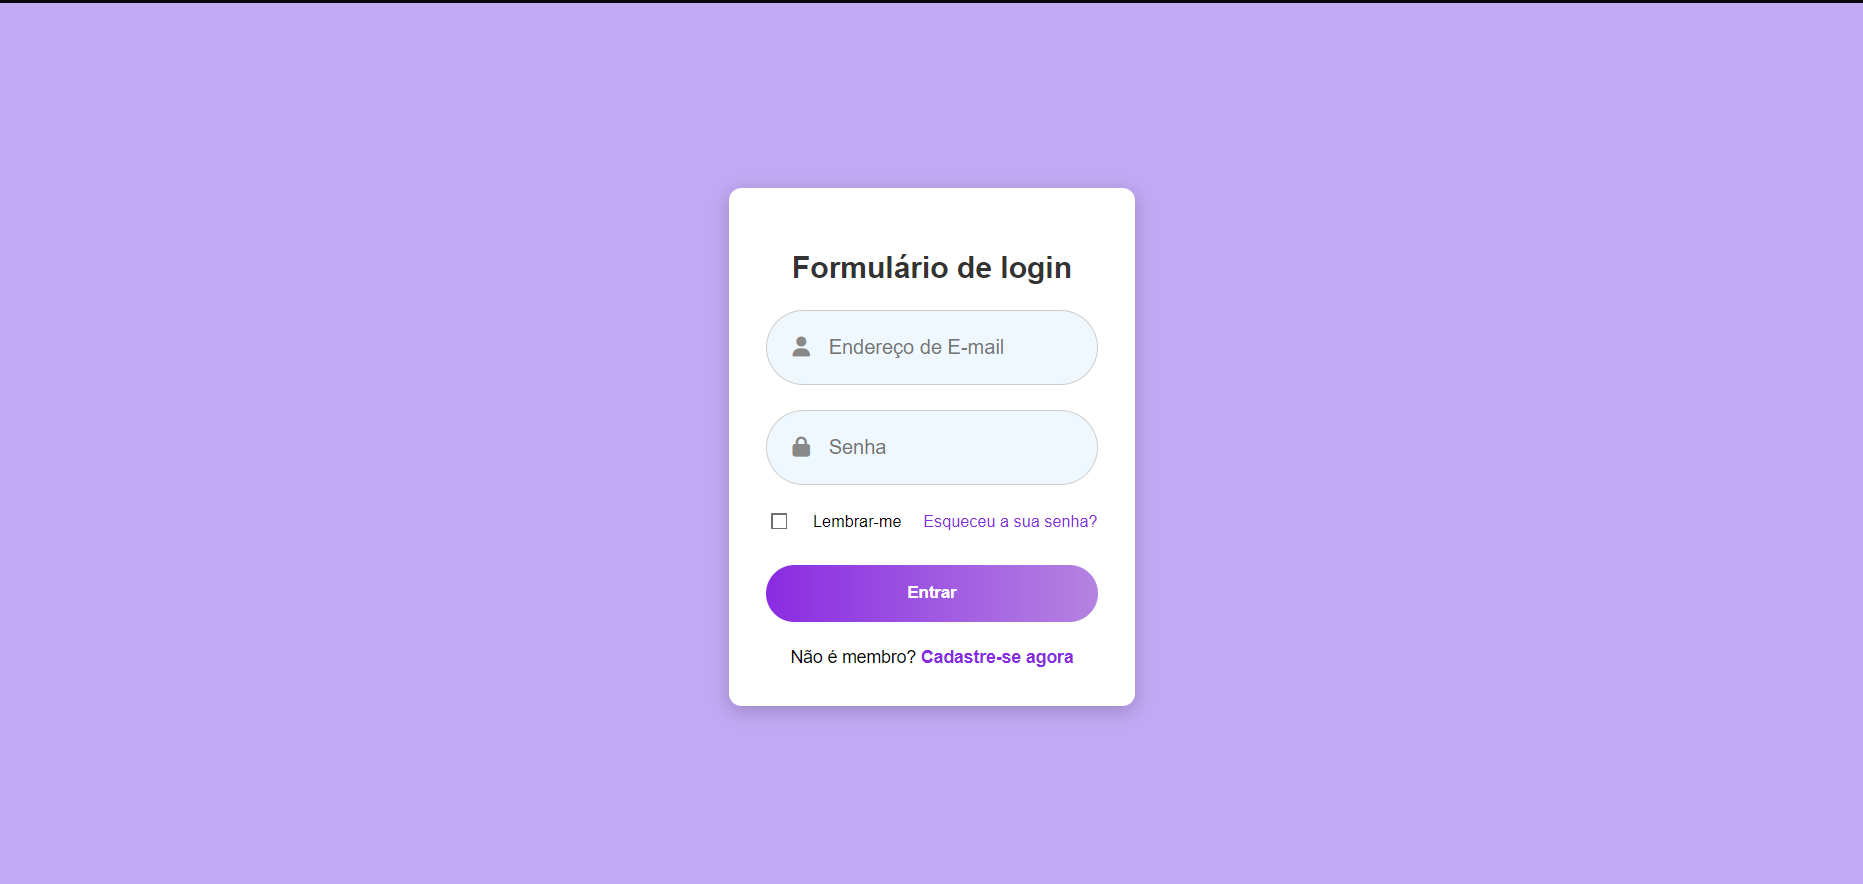 Formulário de login
Endereço de E-mail
Senha
Lembrar-me Esqueceu a sua senha?
Entrar
Não é membro? Cadastre-se agora